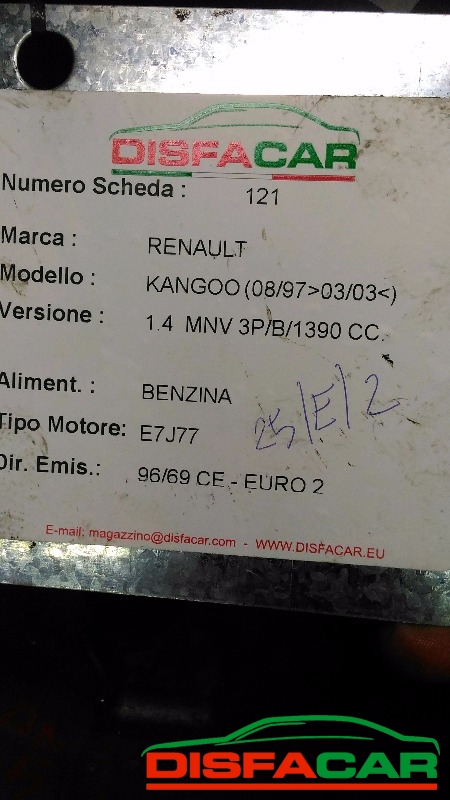 DISFACAR
Numero Scheda : 121
Marca : RENAULT
Modello : KANGOO (08/97>03/03<)
Versione : 1.4 MNV 3P/B/1390 CC.
Aliment. : BENZINA
Tipo Motore: E7J77
25/E/2
Dir. Emis.: 96/69 CE - EURO 2
E-mail: magazzino@disfacar.com - WWW.DISFACAR.EU
DISFACAR